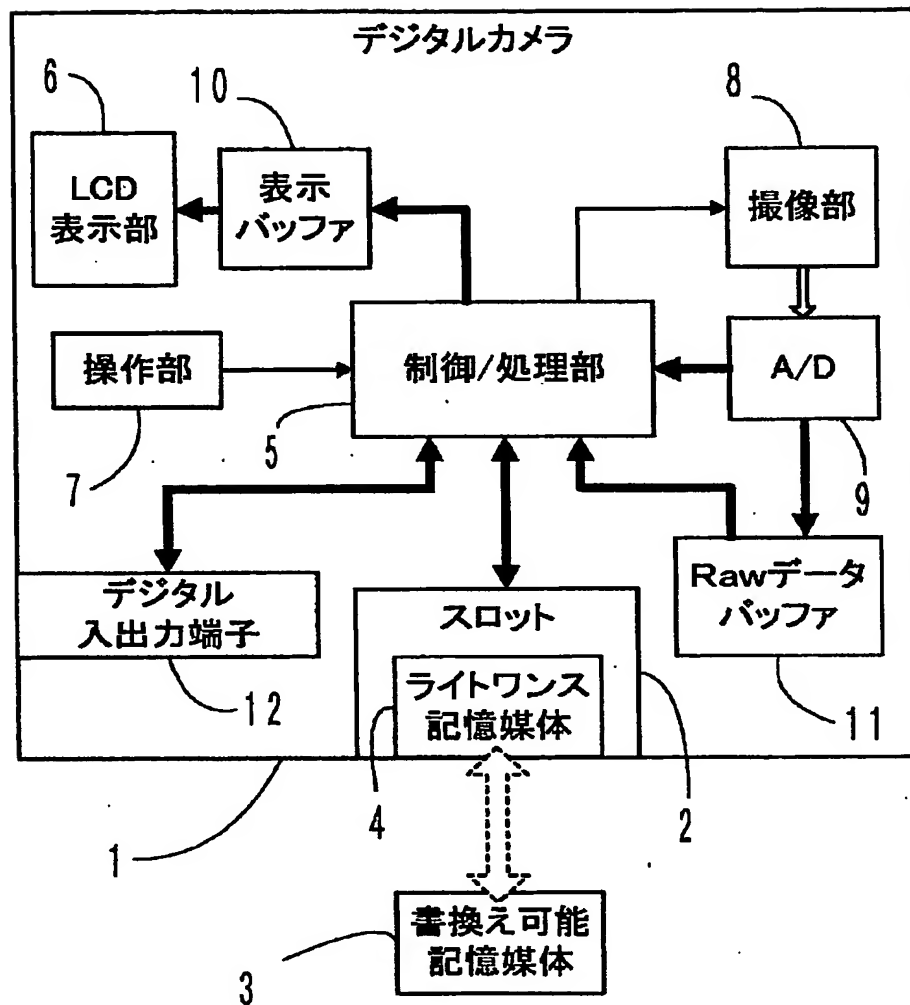 デジタルカメラ
6
10
8
LCD
表示部
表示
バッファ
撮像部
操作部
制御/処理部
A/D
7
5
9
デジタル
入出力端子
スロット
Rawデータ
バッファ
12
4
ライトワンス
記憶媒体
2
11
1
書換え可能
記憶媒体
3